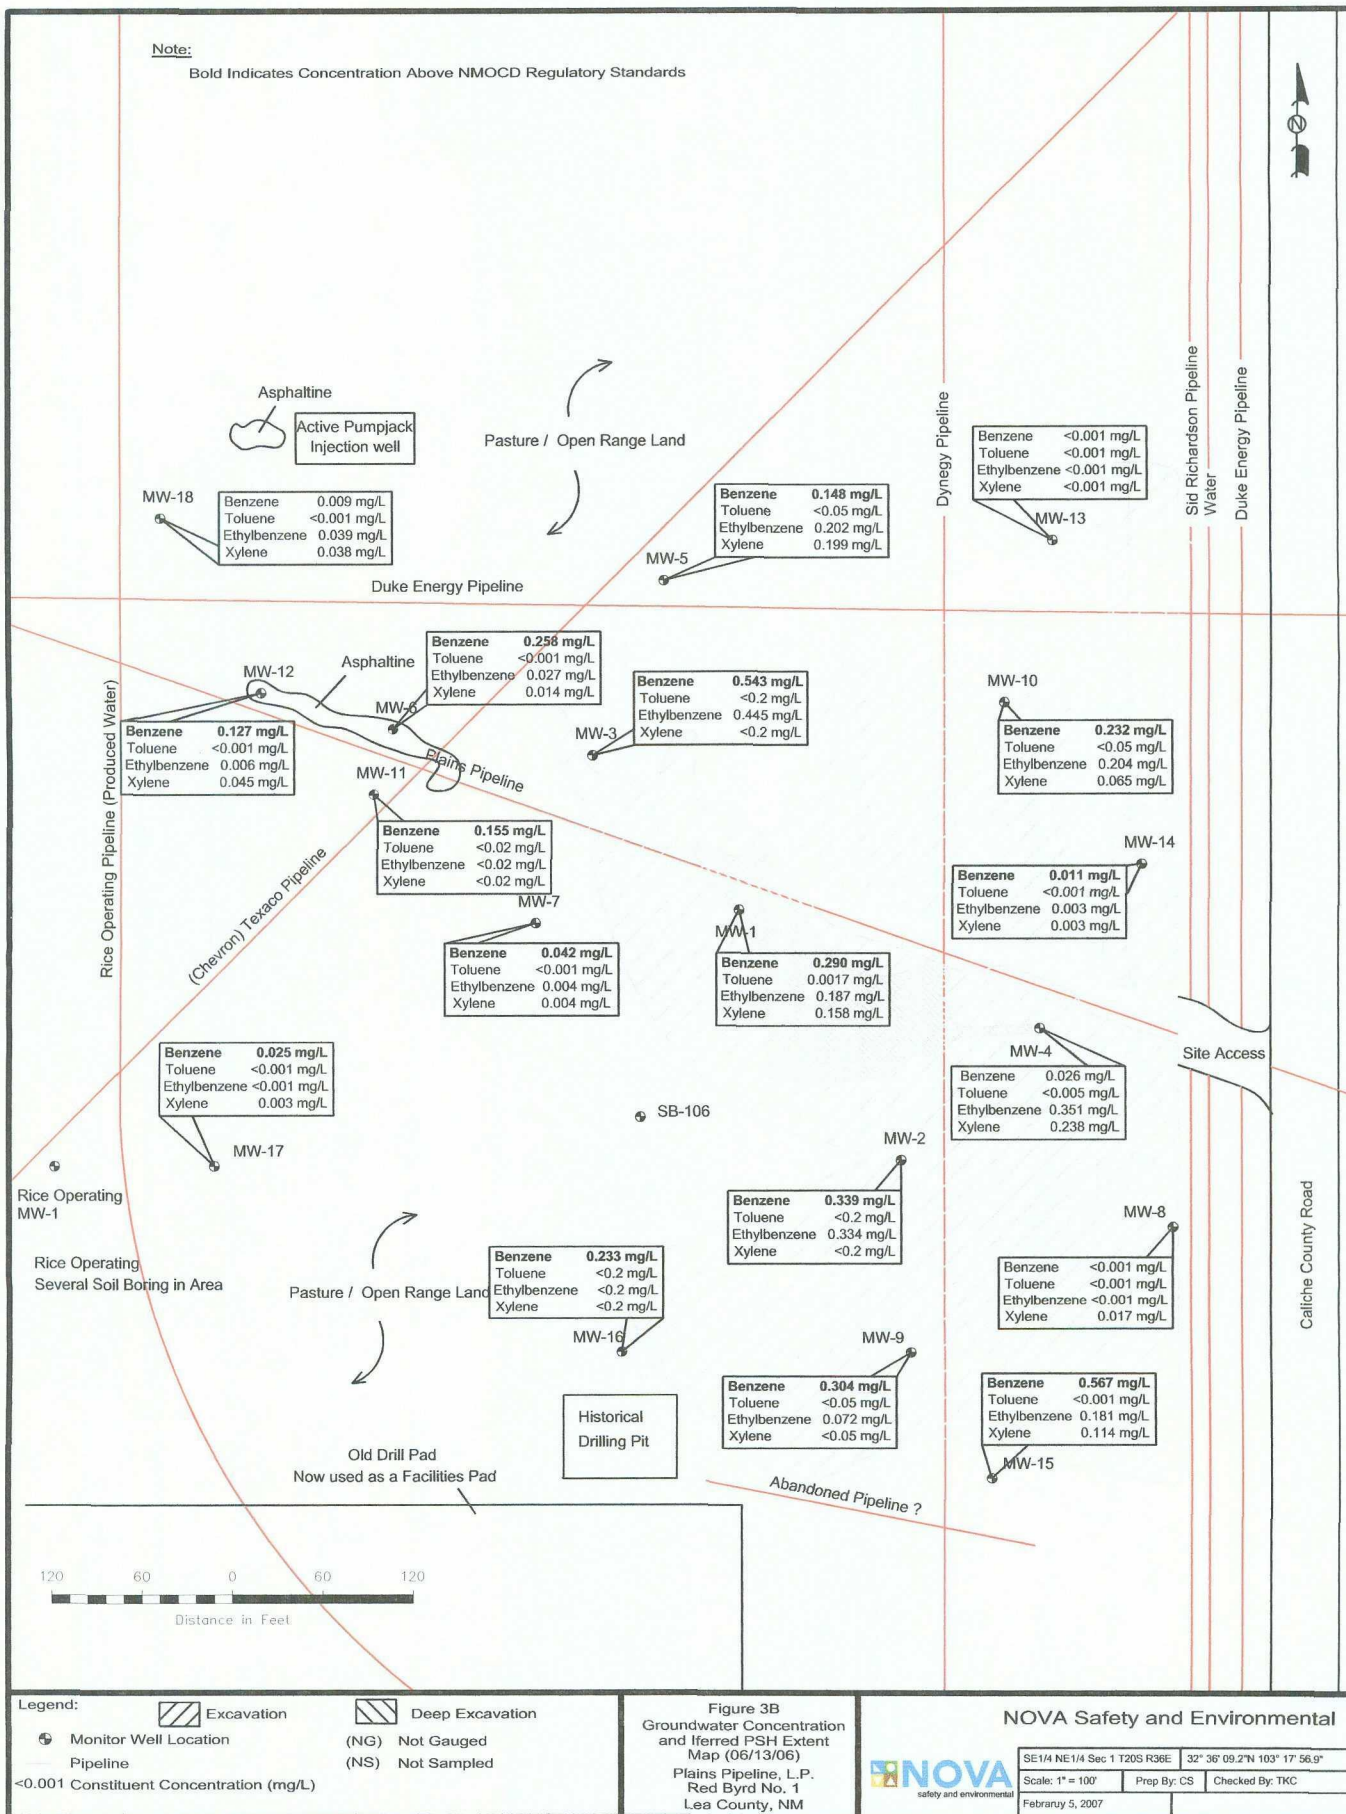 Note:
Bold Indicates Concentration Above NMOCD Regulatory Standards
N
Asphaltine
Active Pumpjack
Injection well
Pasture / Open Range Land
Dynegy Pipeline
Sid Richardson Pipeline
Water
Duke Energy Pipeline
Benzene <0.001 mg/L
Toluene <0.001 mg/L
Ethylbenzene <0.001 mg/L
Xylene <0.001 mg/L
MW-13
MW-18
Benzene 0.009 mg/L
Toluene <0.001 mg/L
Ethylbenzene 0.039 mg/L
Xylene 0.038 mg/L
Benzene 0.148 mg/L
Toluene <0.05 mg/L
Ethylbenzene 0.202 mg/L
Xylene 0.199 mg/L
MW-5
Duke Energy Pipeline
Benzene 0.258 mg/L
Toluene <0.001 mg/L
Ethylbenzene 0.027 mg/L
Xylene 0.014 mg/L
MW-12
Asphaltine
MW-6
Benzene 0.127 mg/L
Toluene <0.001 mg/L
Ethylbenzene 0.006 mg/L
Xylene 0.045 mg/L
Benzene 0.543 mg/L
Toluene <0.2 mg/L
Ethylbenzene 0.445 mg/L
Xylene <0.2 mg/L
MW-3
MW-10
Benzene 0.232 mg/L
Toluene <0.05 mg/L
Ethylbenzene 0.204 mg/L
Xylene 0.065 mg/L
Plains Pipeline
MW-11
Benzene 0.155 mg/L
Toluene <0.02 mg/L
Ethylbenzene <0.02 mg/L
Xylene <0.02 mg/L
Rice Operating Pipeline (Produced Water)
(Chevron) Texaco Pipeline
MW-14
Benzene 0.011 mg/L
Toluene <0.001 mg/L
Ethylbenzene 0.003 mg/L
Xylene 0.003 mg/L
MW-7
Benzene 0.042 mg/L
Toluene <0.001 mg/L
Ethylbenzene 0.004 mg/L
Xylene 0.004 mg/L
MW-1
Benzene 0.290 mg/L
Toluene 0.0017 mg/L
Ethylbenzene 0.187 mg/L
Xylene 0.158 mg/L
MW-4
Site Access
Benzene 0.026 mg/L
Toluene <0.005 mg/L
Ethylbenzene 0.351 mg/L
Xylene 0.238 mg/L
Benzene 0.025 mg/L
Toluene <0.001 mg/L
Ethylbenzene <0.001 mg/L
Xylene 0.003 mg/L
MW-17
SB-106
MW-2
Benzene 0.339 mg/L
Toluene <0.2 mg/L
Ethylbenzene 0.334 mg/L
Xylene <0.2 mg/L
Rice Operating
MW-1
Rice Operating
Several Soil Boring in Area
MW-8
Benzene <0.001 mg/L
Toluene <0.001 mg/L
Ethylbenzene <0.001 mg/L
Xylene 0.017 mg/L
Caliche County Road
Pasture / Open Range Land
Benzene 0.233 mg/L
Toluene <0.2 mg/L
Ethylbenzene <0.2 mg/L
Xylene <0.2 mg/L
MW-16
MW-9
Benzene 0.304 mg/L
Toluene <0.05 mg/L
Ethylbenzene 0.072 mg/L
Xylene <0.05 mg/L
Benzene 0.567 mg/L
Toluene <0.001 mg/L
Ethylbenzene 0.181 mg/L
Xylene 0.114 mg/L
MW-15
Historical
Drilling Pit
Old Drill Pad
Now used as a Facilities Pad
Abandoned Pipeline ?
120 60 0 60 120
Distance in Feet
Legend:
Excavation
Deep Excavation
Monitor Well Location
(NG) Not Gauged
Pipeline
(NS) Not Sampled
<0.001 Constituent Concentration (mg/L)
Figure 3B
Groundwater Concentration
and Iferred PSH Extent
Map (06/13/06)
Plains Pipeline, L.P.
Red Byrd No. 1
Lea County, NM
NOVA Safety and Environmental
NOVA
safety and environmental
SE1/4 NE1/4 Sec 1 T20S R36E 32° 36' 09.2"N 103° 17' 56.9"
Scale: 1" = 100' Prep By: CS Checked By: TKC
Februray 5, 2007